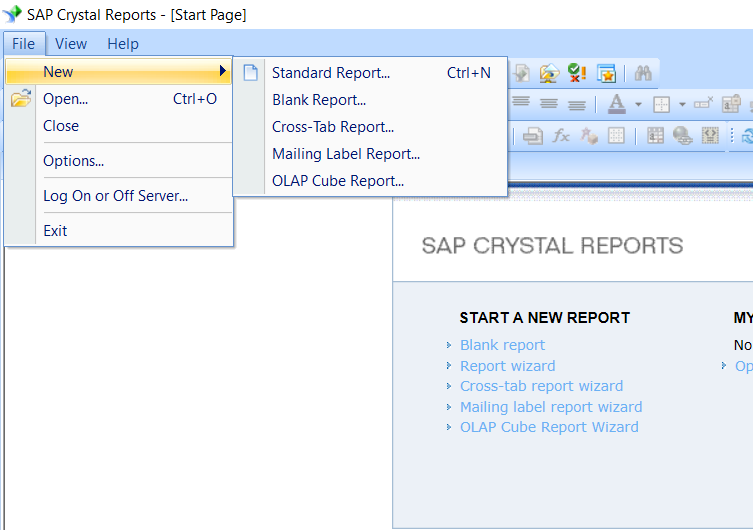 SAP Crystal Reports - [Start Page]
File View Help
New
Open... Ctrl+O
Close
Options...
Log On or Off Server...
Exit
Standard Report... Ctrl+N
Blank Report...
Cross-Tab Report...
Mailing Label Report...
OLAP Cube Report...
SAP CRYSTAL REPORTS
START A NEW REPORT
Blank report
Report wizard
Cross-tab report wizard
Mailing label report wizard
OLAP Cube Report Wizard
MY
No
Op